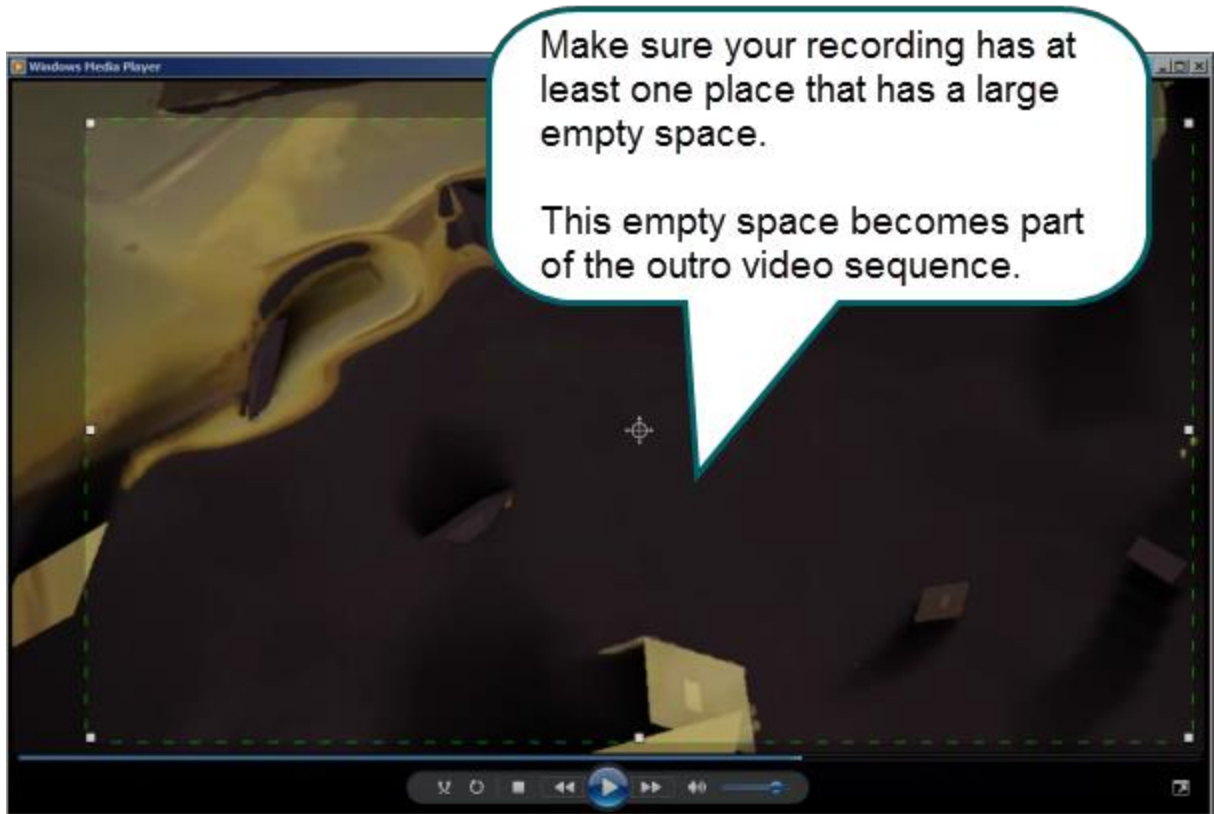 Windows Media Player
Make sure your recording has at
least one place that has a large
empty space.
This empty space becomes part
of the outro video sequence.